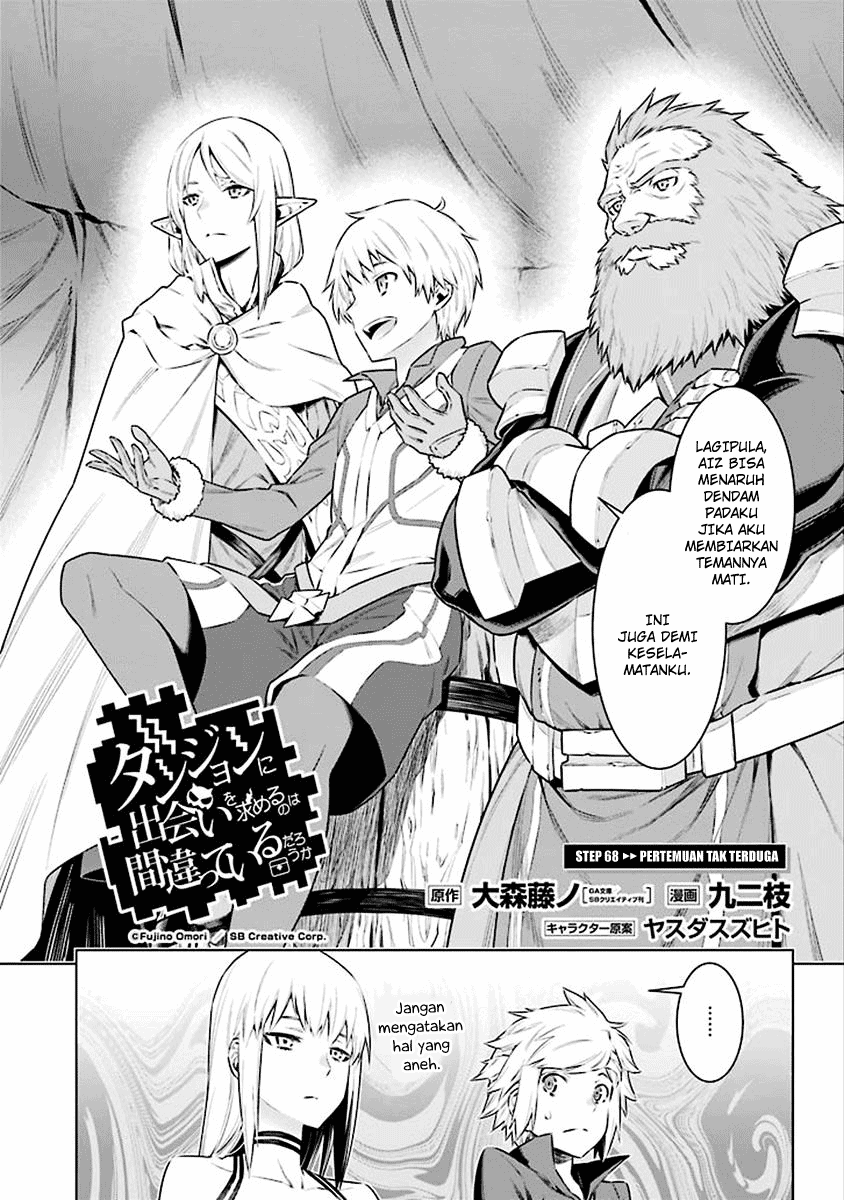 LAGIPULA,
AIZ BISA
MENARUH
DENDAM
PADAKU
JIKA AKU
MEMBIARKAN
TEMANNYA
MATI.
INI
JUGA DEMI
KESELA-
MATANKU.
ダンジョンに
出会いを求めるのは
間違っているだろうか
©Fujino Omori / SB Creative Corp.
STEP 68 ▸▸ PERTEMUAN TAK TERDUGA
原作 大森藤ノ [GA文庫 SBクリエイティブ刊] 漫画 九二枝
キャラクター原案 ヤスダスズヒト
………
Jangan
mengatakan
hal yang
aneh.